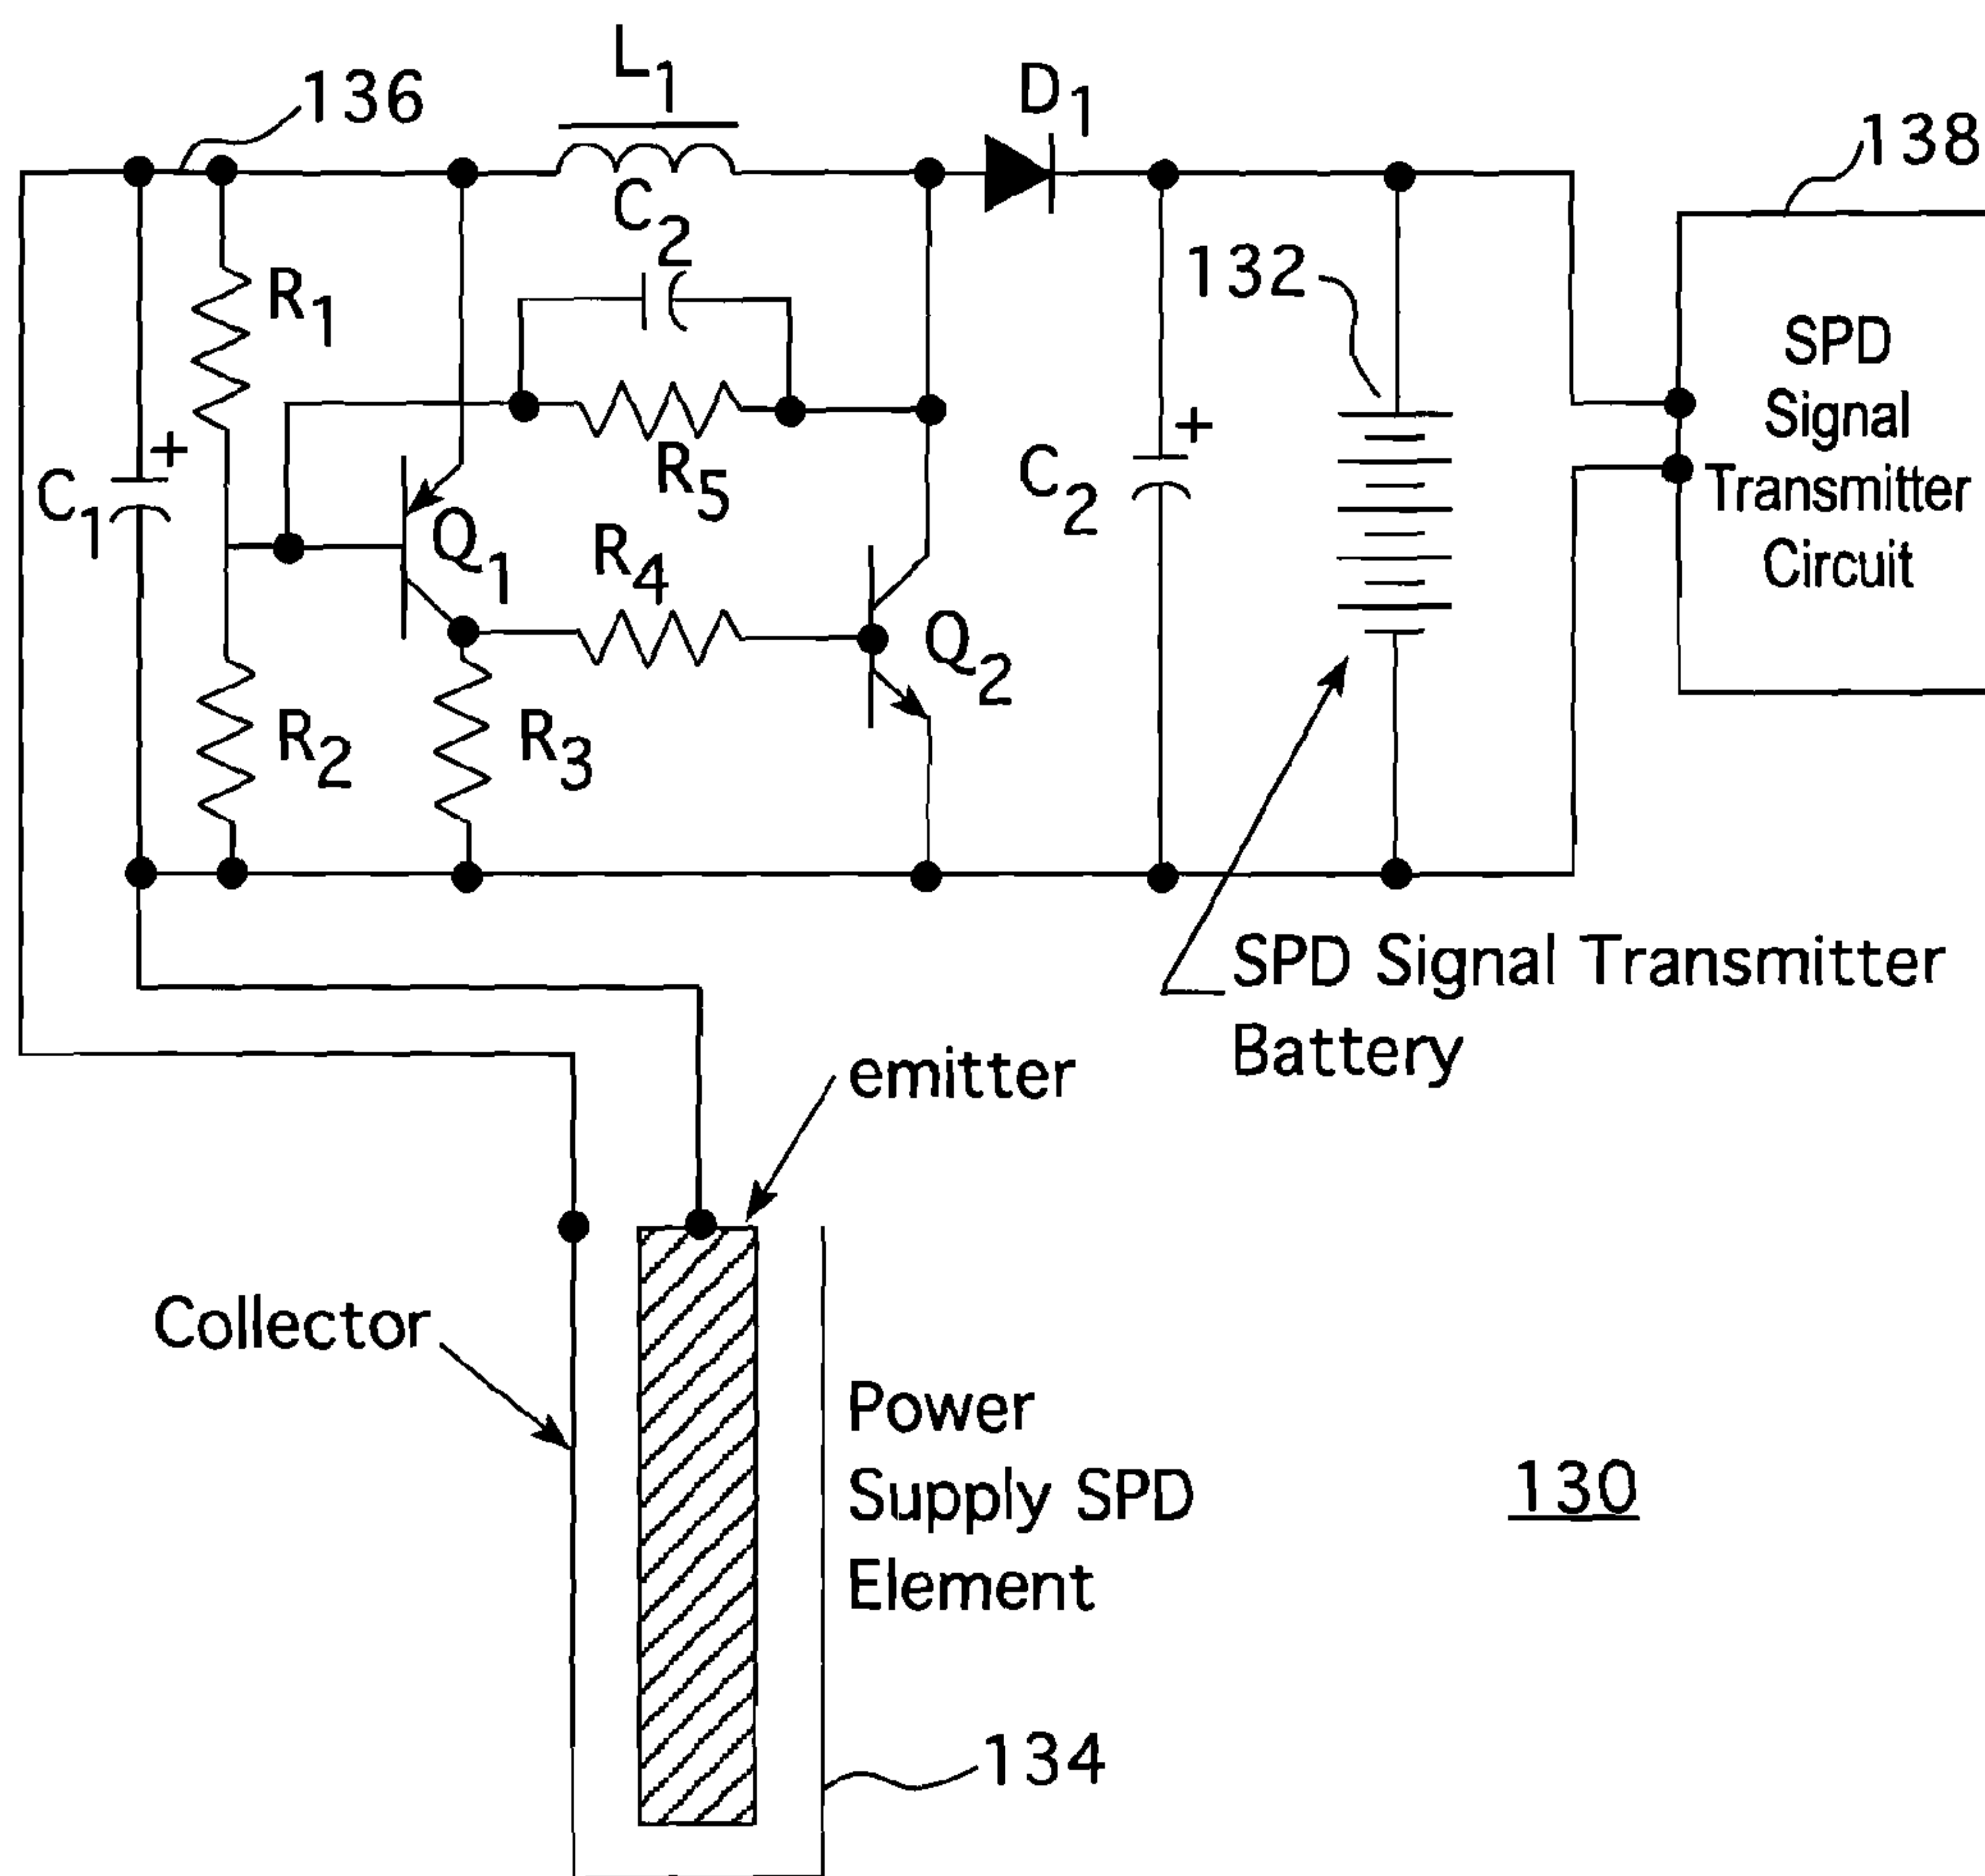 136
L1
D1
138
C2
132
R1
SPD
Signal
Transmitter
Circuit
+
+
C1
R5
C2
Q1
R4
Q2
R2
R3
SPD Signal Transmitter
Battery
emitter
Collector
Power
Supply SPD
Element
130
134